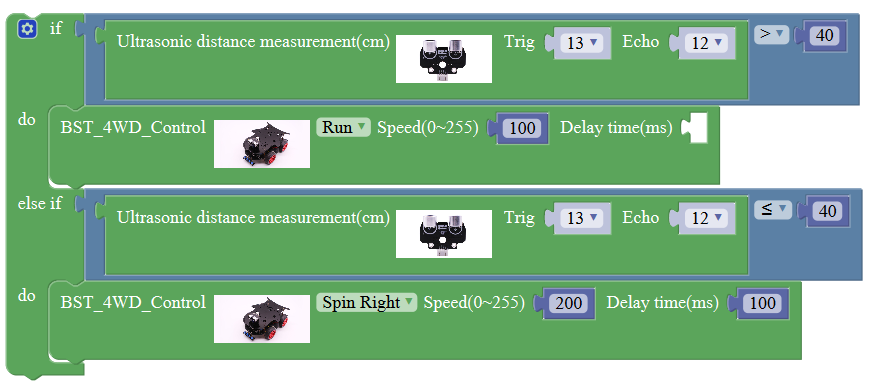 if Ultrasonic distance measurement(cm) Trig 13 Echo 12 > 40
do BST_4WD_Control Run Speed(0~255) 100 Delay time(ms)
else if Ultrasonic distance measurement(cm) Trig 13 Echo 12 ≤ 40
do BST_4WD_Control Spin Right Speed(0~255) 200 Delay time(ms) 100